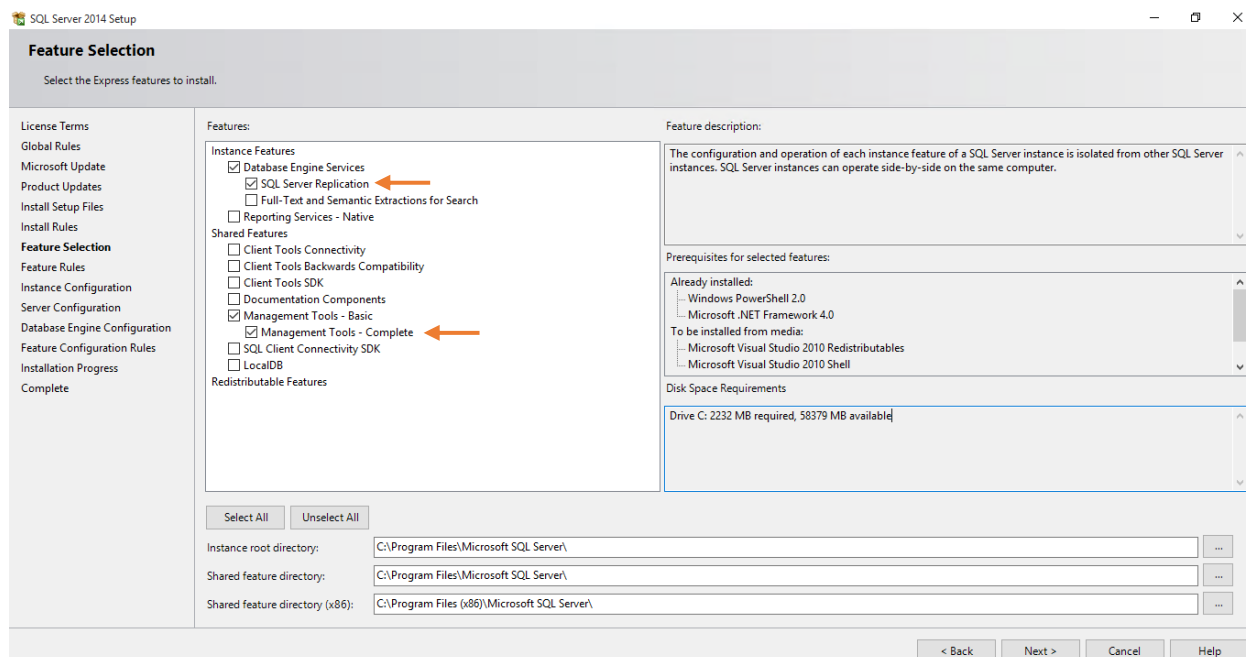 SQL Server 2014 Setup
Feature Selection
Select the Express features to install.
License Terms
Global Rules
Microsoft Update
Product Updates
Install Setup Files
Install Rules
Feature Selection
Feature Rules
Instance Configuration
Server Configuration
Database Engine Configuration
Feature Configuration Rules
Installation Progress
Complete
Features:
Instance Features
Database Engine Services
SQL Server Replication
Full-Text and Semantic Extractions for Search
Reporting Services - Native
Shared Features
Client Tools Connectivity
Client Tools Backwards Compatibility
Client Tools SDK
Documentation Components
Management Tools - Basic
Management Tools - Complete
SQL Client Connectivity SDK
LocalDB
Redistributable Features
Feature description:
The configuration and operation of each instance feature of a SQL Server instance is isolated from other SQL Server
instances. SQL Server instances can operate side-by-side on the same computer.
Prerequisites for selected features:
Already installed:
Windows PowerShell 2.0
Microsoft .NET Framework 4.0
To be installed from media:
Microsoft Visual Studio 2010 Redistributables
Microsoft Visual Studio 2010 Shell
Disk Space Requirements
Drive C: 2232 MB required, 58379 MB available
Select All
Unselect All
Instance root directory:
C:\Program Files\Microsoft SQL Server\
...
Shared feature directory:
C:\Program Files\Microsoft SQL Server\
...
Shared feature directory (x86):
C:\Program Files (x86)\Microsoft SQL Server\
...
< Back
Next >
Cancel
Help